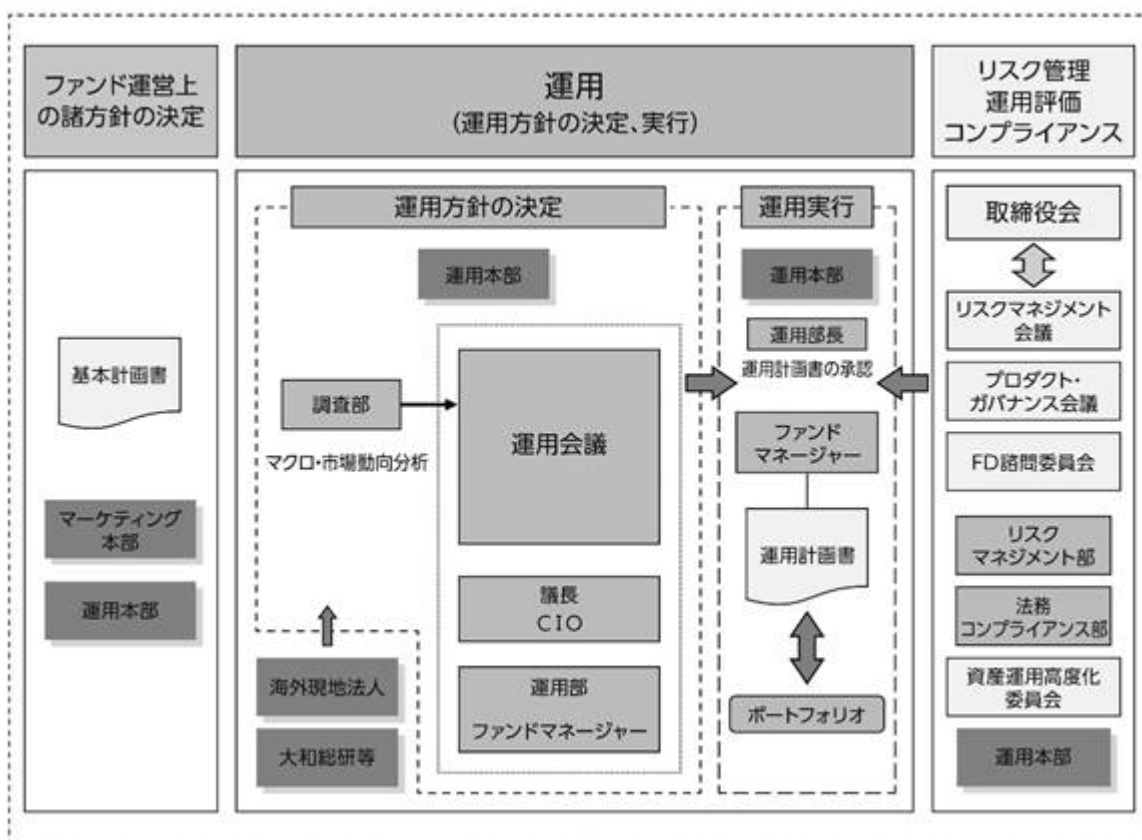 ファンド運営上
の諸方針の決定
運用
(運用方針の決定、実行)
リスク管理
運用評価
コンプライアンス
基本計画書
マーケティング
本部
運用本部
運用方針の決定
運用本部
調査部
マクロ・市場動向分析
運用会議
議長
CIO
運用部
ファンドマネージャー
海外現地法人
大和総研等
運用実行
運用本部
運用部長
運用計画書の承認
ファンド
マネージャー
運用計画書
ポートフォリオ
取締役会
リスクマネジメント
会議
プロダクト・
ガバナンス会議
FD諮問委員会
リスク
マネジメント部
法務
コンプライアンス部
資産運用高度化
委員会
運用本部